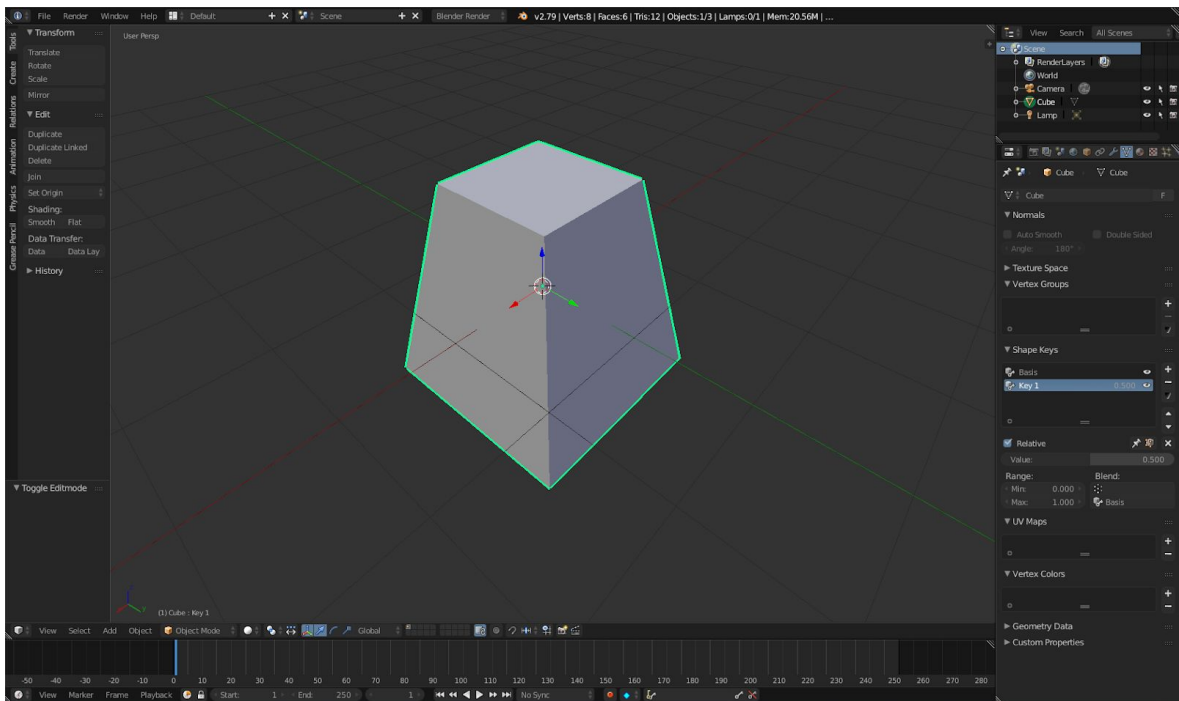 File Render Window Help Default Scene Blender Render v2.79 | Verts:8 | Faces:6 | Tris:12 | Objects:1/3 | Lamps:0/1 | Mem:20.56M | ...
Tools
Create
Relations
Animation
Physics
Grease Pencil
Transform
Translate
Rotate
Scale
Mirror
Edit
Duplicate
Duplicate Linked
Delete
Join
Set Origin
Shading:
Smooth Flat
Data Transfer:
Data Data Lay
History
Toggle Editmode
User Persp
(1) Cube : Key 1
View Select Add Object Object Mode Global
-50 -40 -30 -20 -10 0 10 20 30 40 50 60 70 80 90 100 110 120 130 140 150 160 170 180 190 200 210 220 230 240 250 260 270 280
View Marker Frame Playback Start: 1 End: 250 1 No Sync
View Search All Scenes
Scene
RenderLayers
World
Camera
Cube
Lamp
Cube Cube
Cube F
Normals
Auto Smooth Double Sided
Angle: 180°
Texture Space
Vertex Groups
Shape Keys
Basis
Key 1 0.500
Relative
Value: 0.500
Range: Blend:
Min: 0.000
Max: 1.000 Basis
UV Maps
Vertex Colors
Geometry Data
Custom Properties